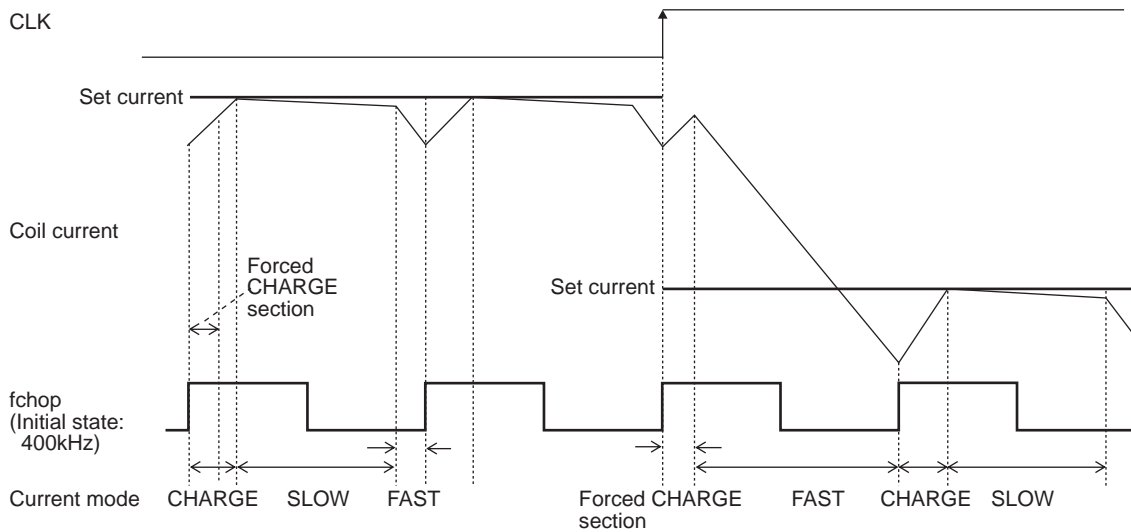 CLK
Set current
Coil current
Forced
CHARGE
section
Set current
fchop
(Initial state:
400kHz)
Current mode CHARGE SLOW FAST Forced CHARGE FAST CHARGE SLOW
section